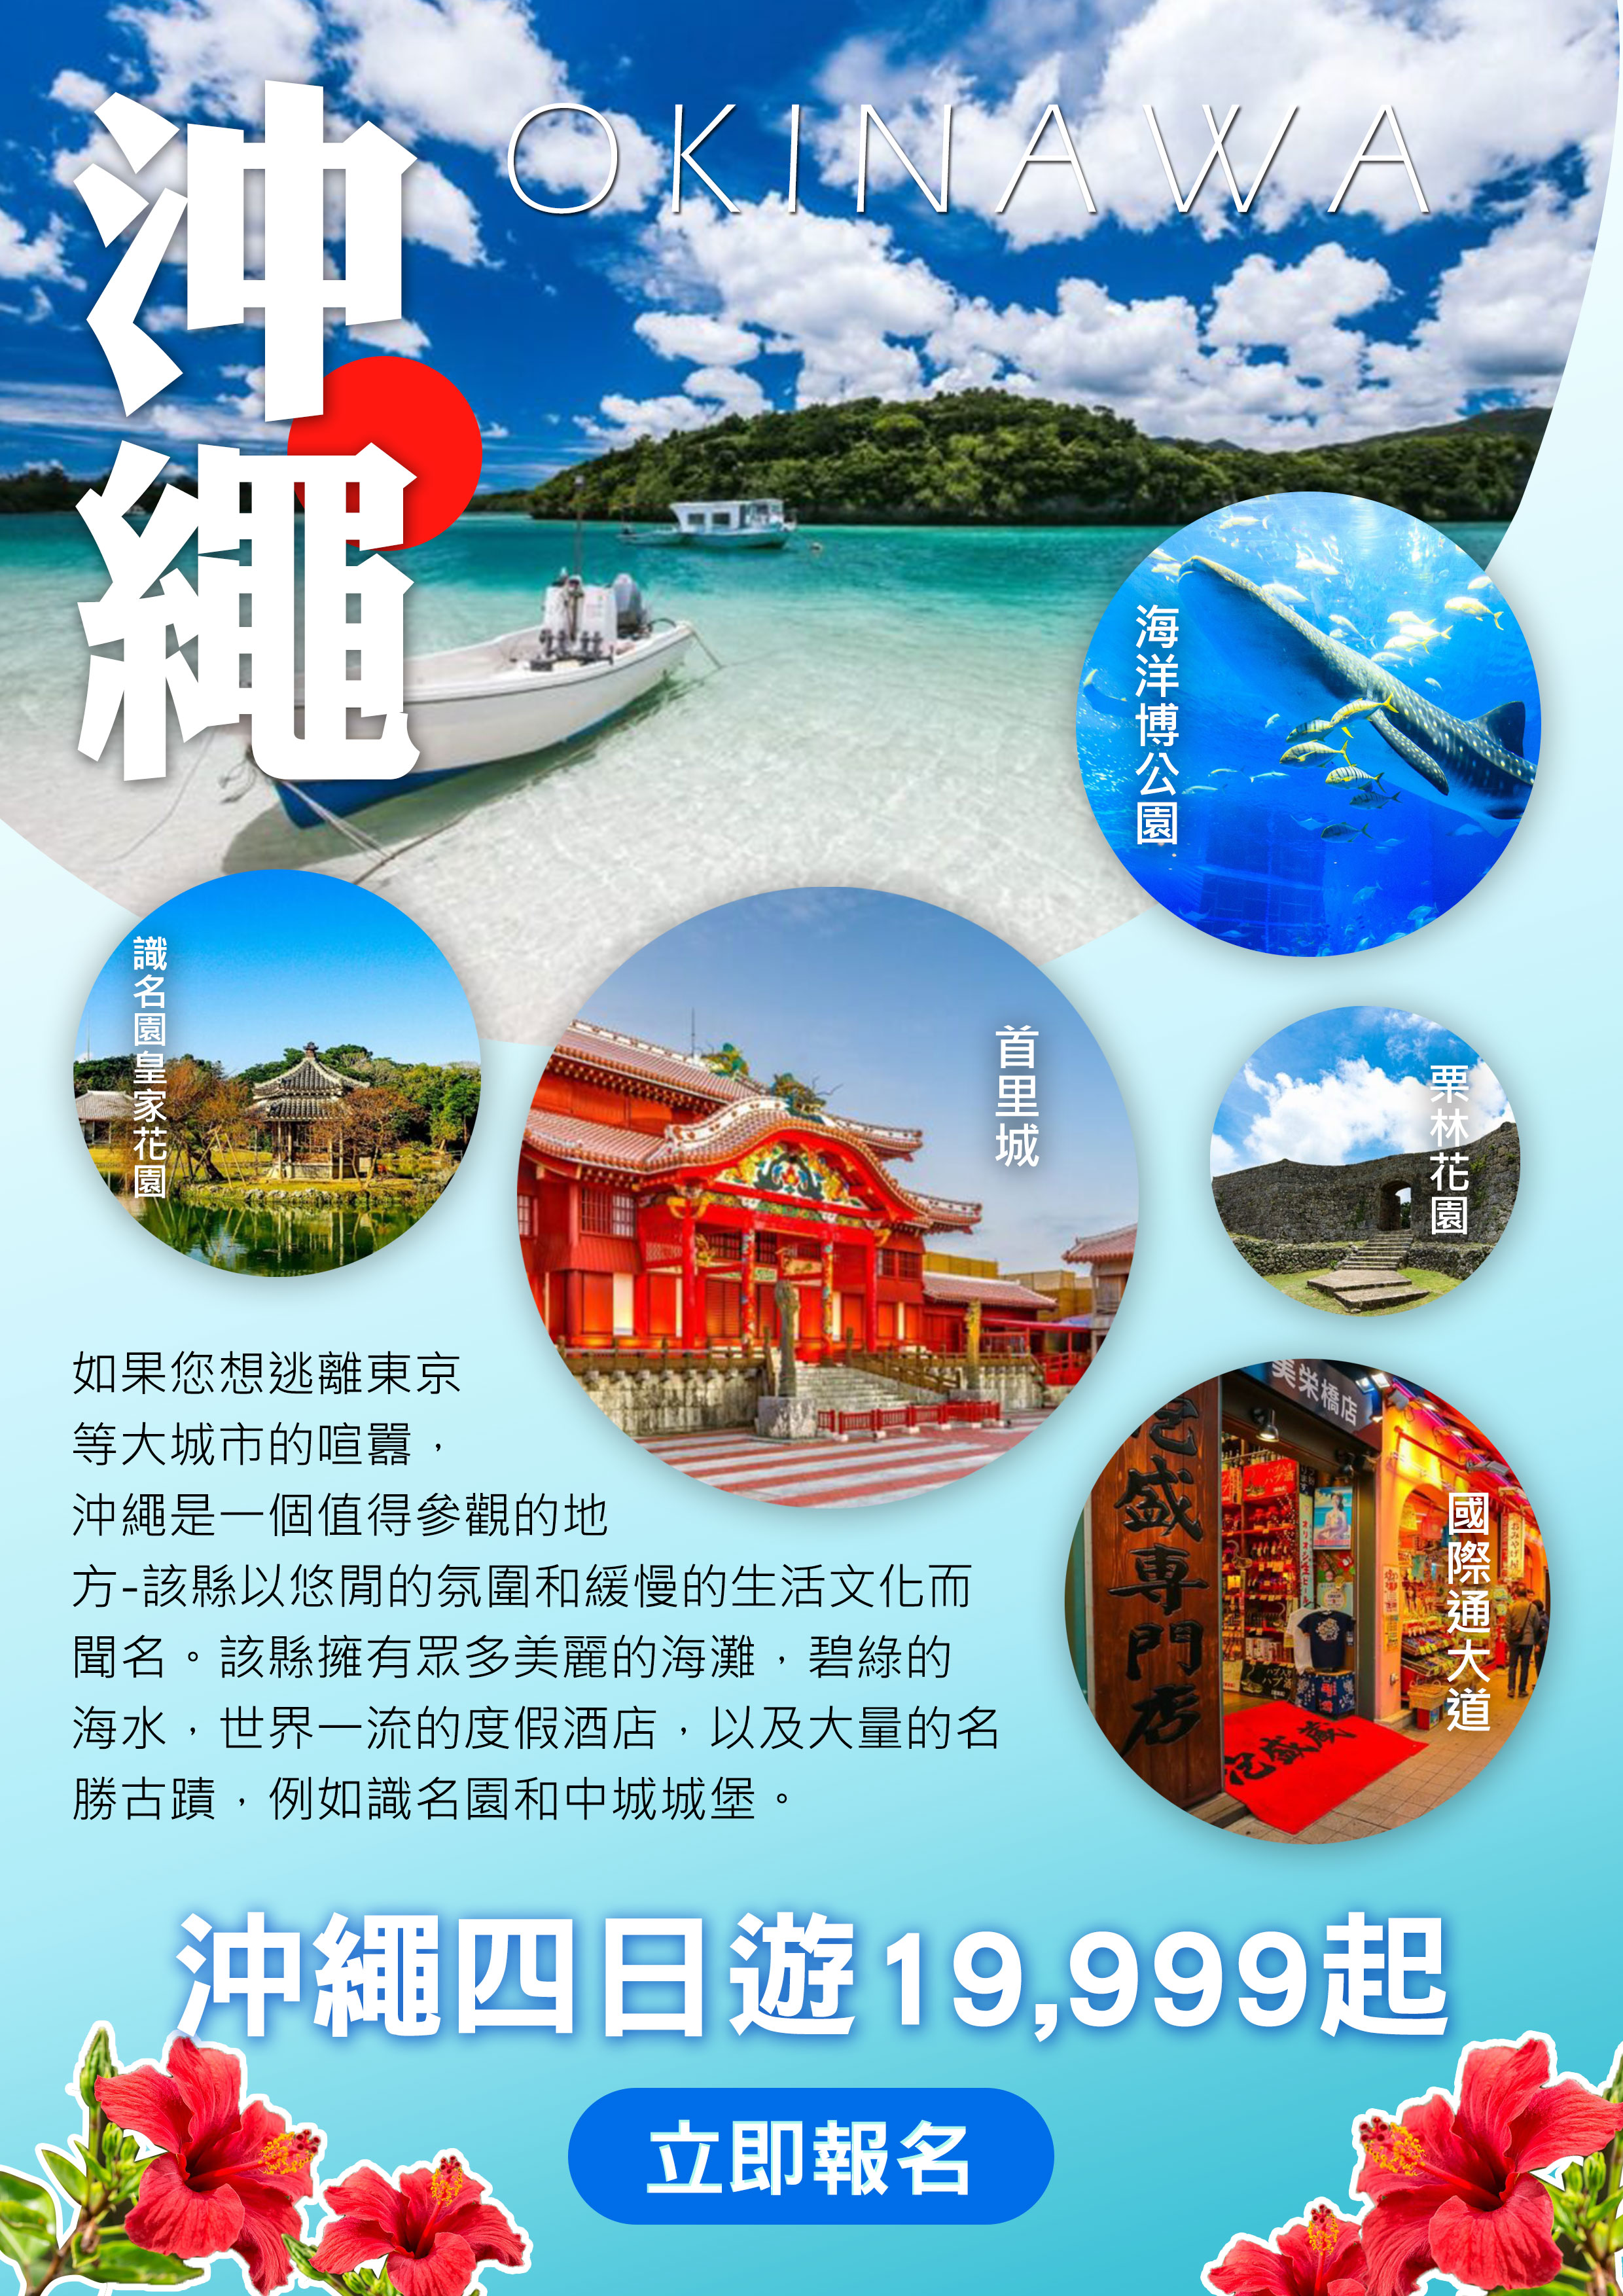 沖繩
OKINAWA
海洋博公園
識名園皇家花園
首里城
栗林花園
美栄橋店
泡盛専門店
泡盛蔵
國際通大道
如果您想逃離東京
等大城市的喧囂，
沖繩是一個值得參觀的地
方-該縣以悠閒的氛圍和緩慢的生活文化而
聞名。該縣擁有眾多美麗的海灘，碧綠的
海水，世界一流的度假酒店，以及大量的名
勝古蹟，例如識名園和中城城堡。
沖繩四日遊19,999起
立即報名